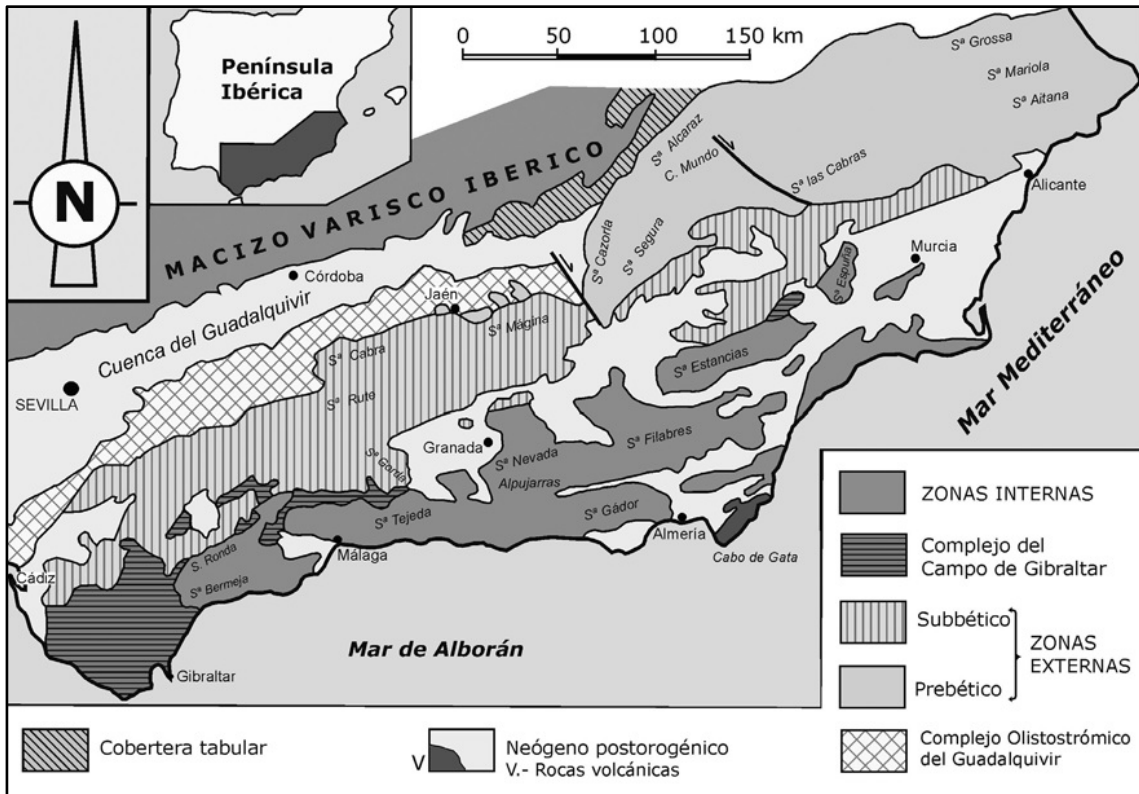 Península
Ibérica
N
0 50 100 150 km
MACIZO VARISCO IBERICO
Cuenca del Guadalquivir
Córdoba
SEVILLA
Jaén
Sª Mágina
Sª Cabra
Sª Rute
Sª Gorda
Granada
Sª Nevada
Alpujarras
Sª Filabres
Sª Estancias
Sª Tejeda
Sª Gádor
Almería
Cabo de Gata
Málaga
S. Ronda
Sª Bermeja
Cádiz
Gibraltar
Sª Grossa
Sª Mariola
Sª Aitana
Sª Alcaraz
C. Mundo
Sª las Cabras
Sª Cazorla
Sª Segura
Sª Espuña
Murcia
Alicante
Mar Mediterráneo
Mar de Alborán
ZONAS INTERNAS
Complejo del
Campo de Gibraltar
Subbético
Prebético
ZONAS
EXTERNAS
Complejo Olistostrómico
del Guadalquivir
Cobertera tabular
V
Neógeno postorogénico
V.- Rocas volcánicas